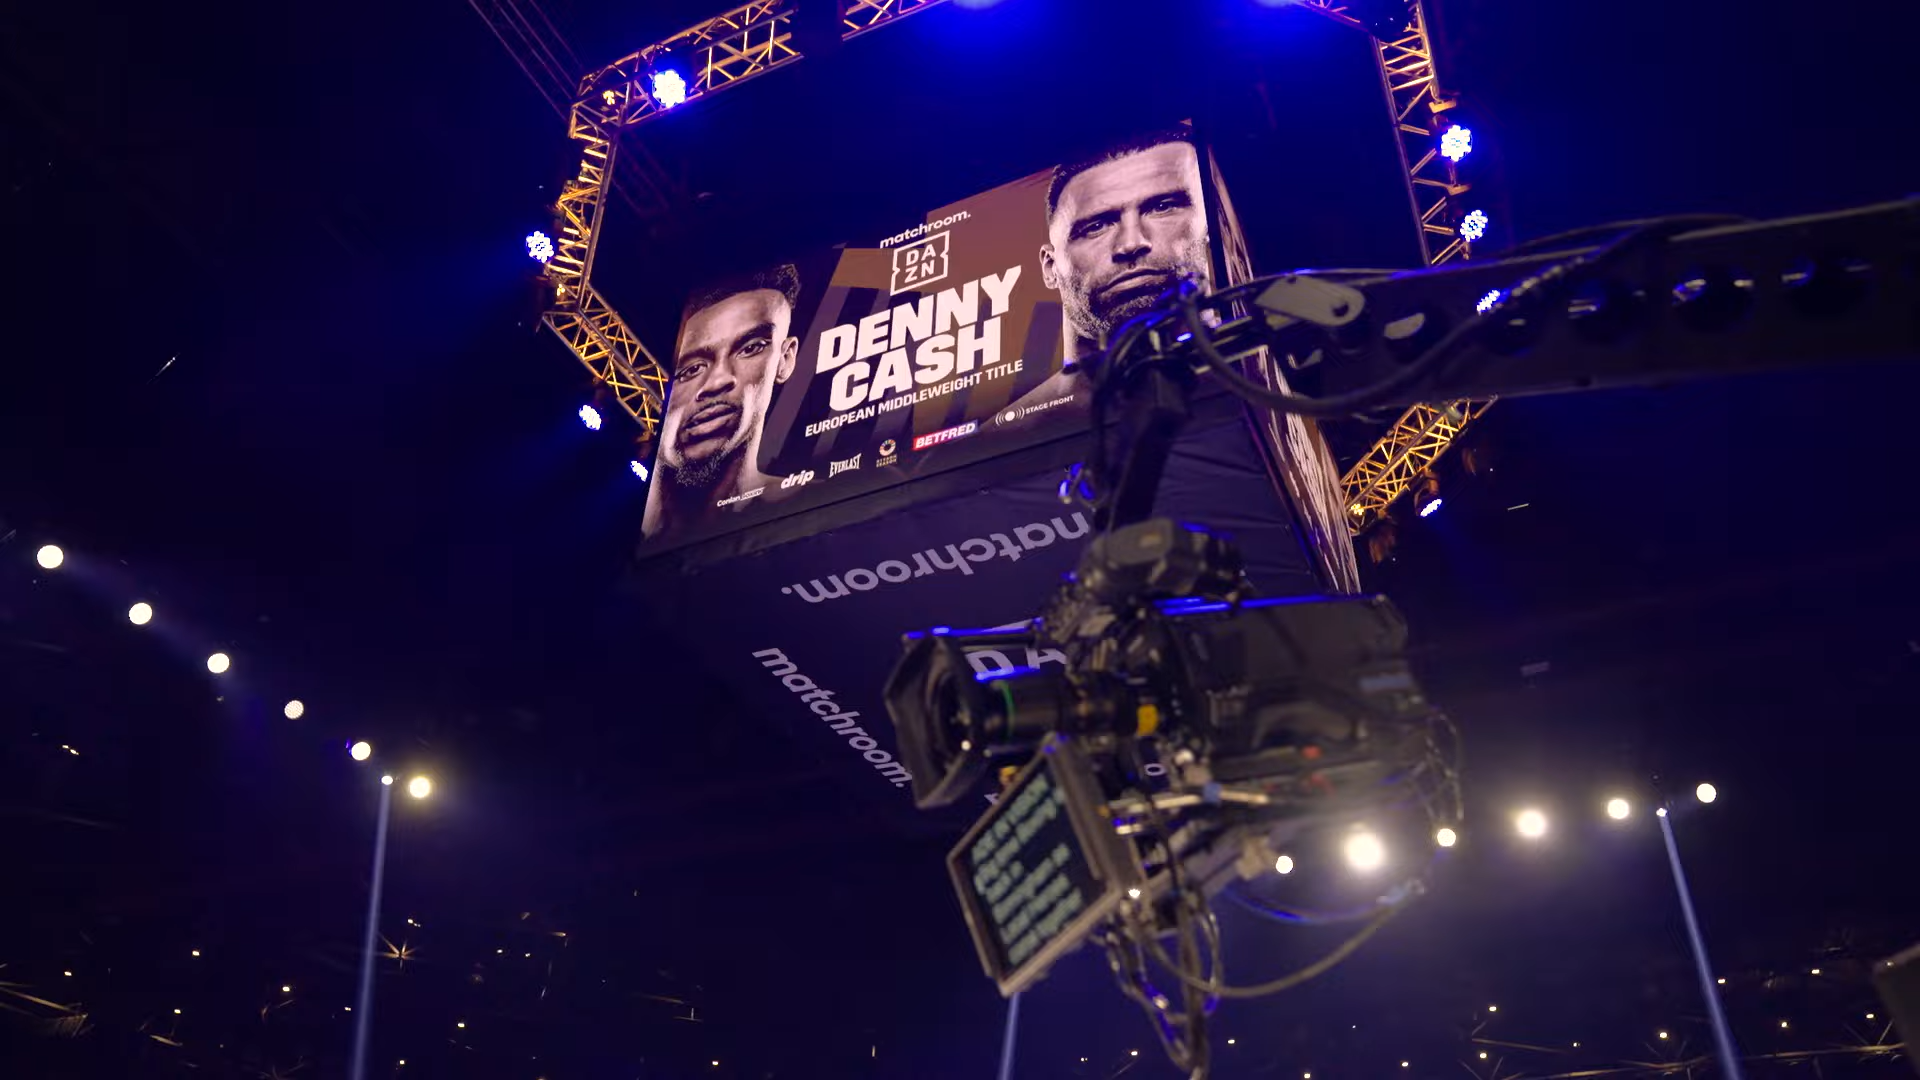 matchroom.
DA
ZN
DENNY
CASH
EUROPEAN MIDDLEWEIGHT TITLE
STAGE FRONT
BETFRED
EVERLAST
drip
matchroom.
DA
matchroom.